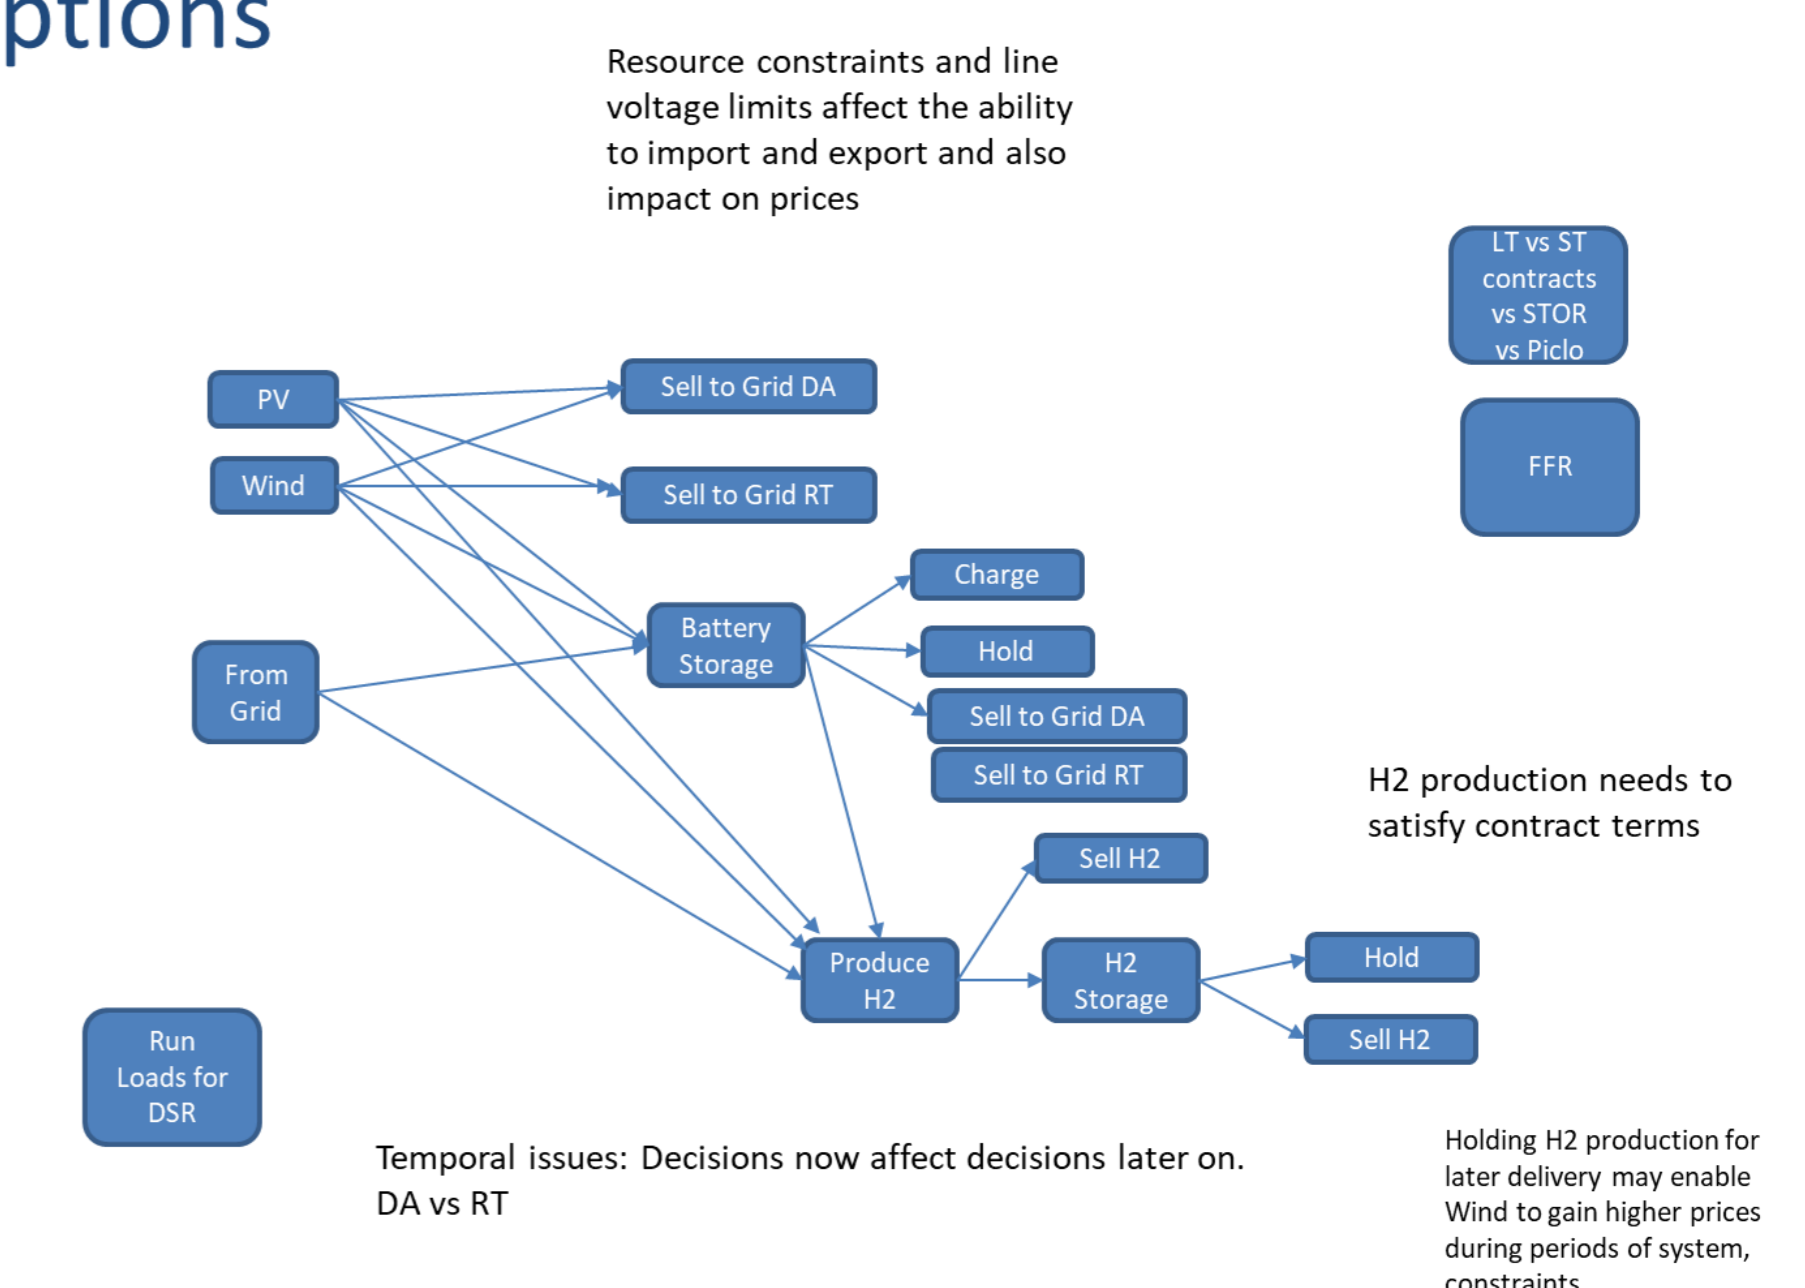 ptions
Resource constraints and line
voltage limits affect the ability
to import and export and also
impact on prices
LT vs ST
contracts
vs STOR
vs Piclo
PV
Sell to Grid DA
FFR
Wind
Sell to Grid RT
Charge
Battery
Storage
Hold
From
Grid
Sell to Grid DA
Sell to Grid RT
H2 production needs to
satisfy contract terms
Sell H2
Produce
H2
H2
Storage
Hold
Sell H2
Run
Loads for
DSR
Temporal issues: Decisions now affect decisions later on.
DA vs RT
Holding H2 production for
later delivery may enable
Wind to gain higher prices
during periods of system,
constraints